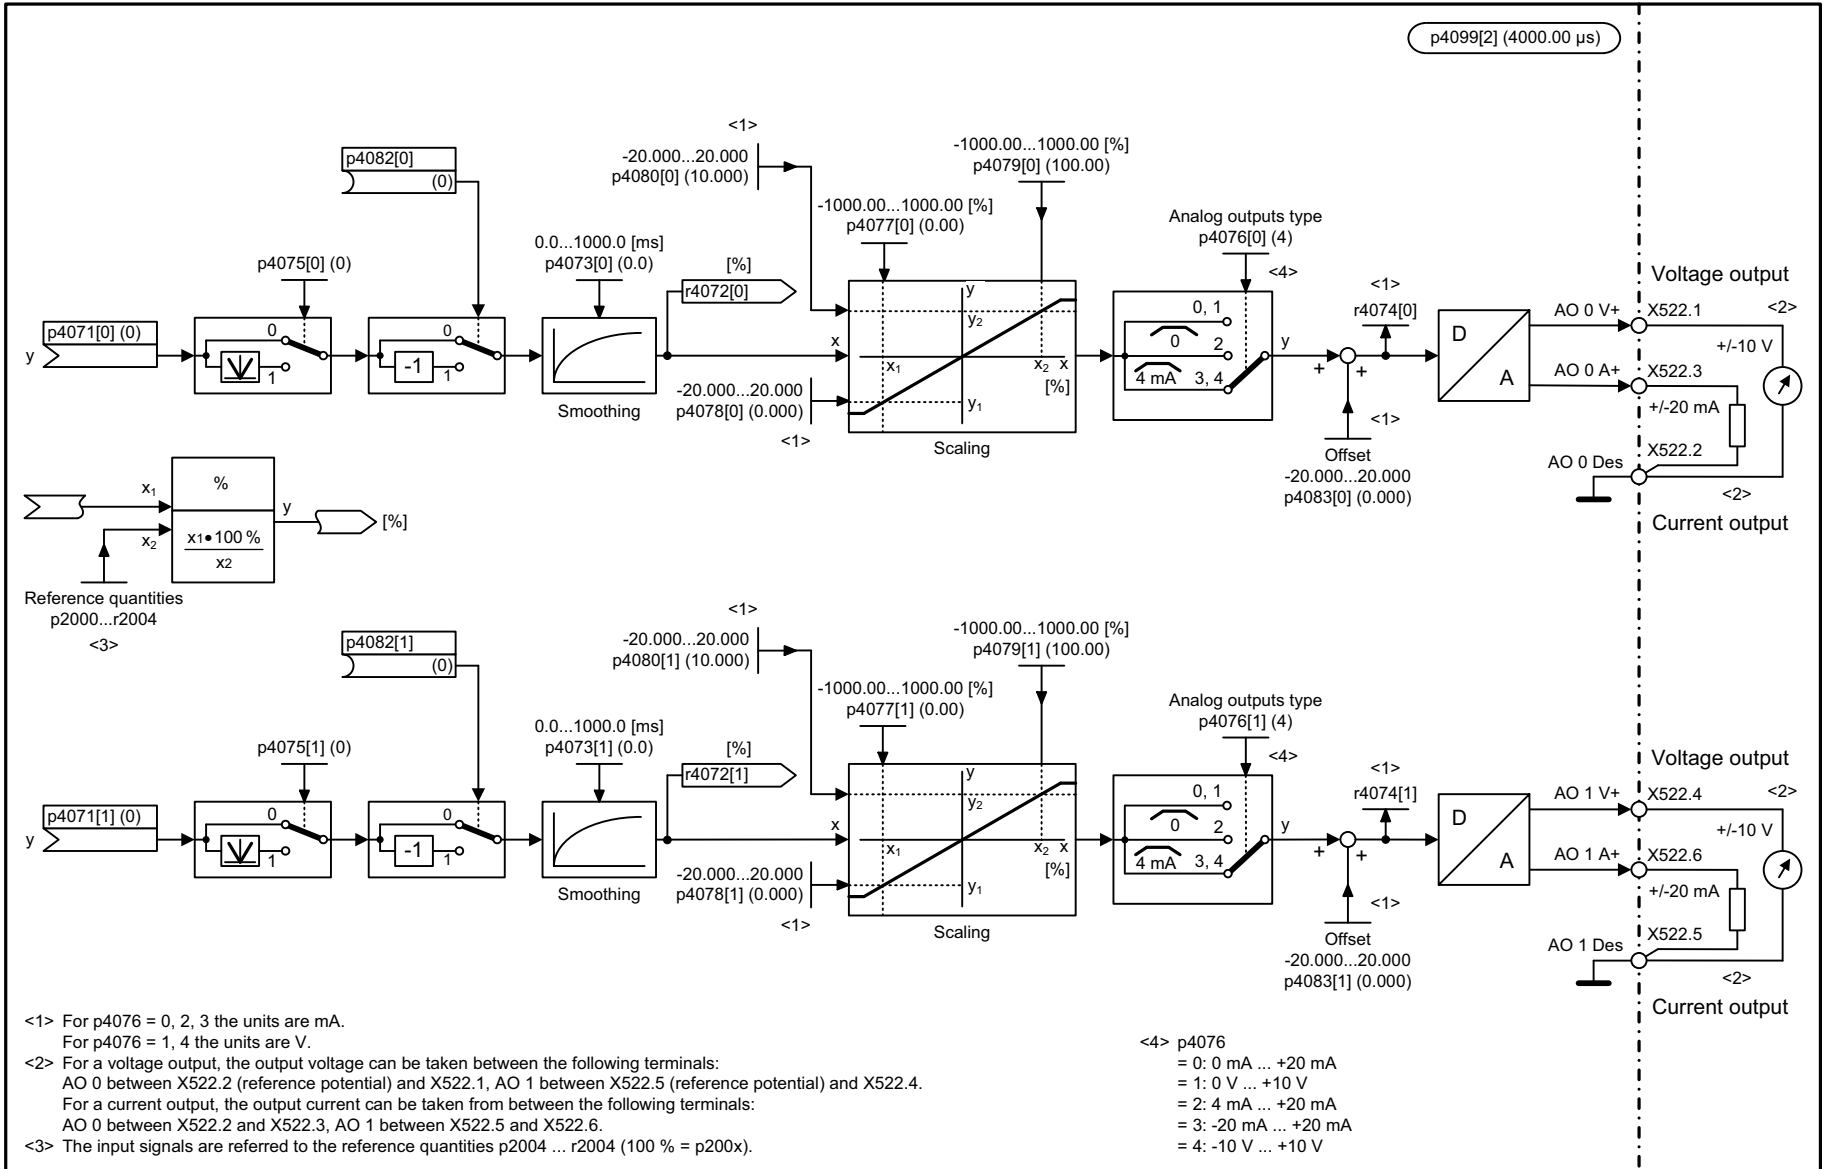 p4099[2] (4000.00 µs)
<1>
-20.000...20.000
p4080[0] (10.000)
-1000.00...1000.00 [%]
p4079[0] (100.00)
p4082[0]
(0)
-1000.00...1000.00 [%]
p4077[0] (0.00)
Analog outputs type
p4076[0] (4)
<4>
p4075[0] (0)
0.0...1000.0 [ms]
p4073[0] (0.0)
[%]
r4072[0]
<1>
r4074[0]
Voltage output
p4071[0] (0)
y
0
1
0
-1
1
Smoothing
x
y
y2
x1
x2 x
[%]
y1
Scaling
0, 1
0
2
4 mA
3, 4
y
+
+
D
A
AO 0 V+
X522.1
<2>
+/-10 V
AO 0 A+
X522.3
+/-20 mA
X522.2
AO 0 Des
<2>
Current output
-20.000...20.000
p4078[0] (0.000)
<1>
<1>
Offset
-20.000...20.000
p4083[0] (0.000)
x1
x2
%
x1•100 %
x2
y
[%]
Reference quantities
p2000...r2004
<3>
<1>
-20.000...20.000
p4080[1] (10.000)
-1000.00...1000.00 [%]
p4079[1] (100.00)
p4082[1]
(0)
-1000.00...1000.00 [%]
p4077[1] (0.00)
Analog outputs type
p4076[1] (4)
<4>
p4075[1] (0)
0.0...1000.0 [ms]
p4073[1] (0.0)
[%]
r4072[1]
<1>
r4074[1]
Voltage output
p4071[1] (0)
y
0
1
0
-1
1
Smoothing
x
y
y2
x1
x2 x
[%]
y1
Scaling
0, 1
0
2
4 mA
3, 4
y
+
+
D
A
AO 1 V+
X522.4
<2>
+/-10 V
AO 1 A+
X522.6
+/-20 mA
X522.5
AO 1 Des
<2>
Current output
-20.000...20.000
p4078[1] (0.000)
<1>
<1>
Offset
-20.000...20.000
p4083[1] (0.000)
<1> For p4076 = 0, 2, 3 the units are mA.
For p4076 = 1, 4 the units are V.
<2> For a voltage output, the output voltage can be taken between the following terminals:
AO 0 between X522.2 (reference potential) and X522.1, AO 1 between X522.5 (reference potential) and X522.4.
For a current output, the output current can be taken from between the following terminals:
AO 0 between X522.2 and X522.3, AO 1 between X522.5 and X522.6.
<3> The input signals are referred to the reference quantities p2004 ... r2004 (100 % = p200x).
<4> p4076
= 0: 0 mA ... +20 mA
= 1: 0 V ... +10 V
= 2: 4 mA ... +20 mA
= 3: -20 mA ... +20 mA
= 4: -10 V ... +10 V